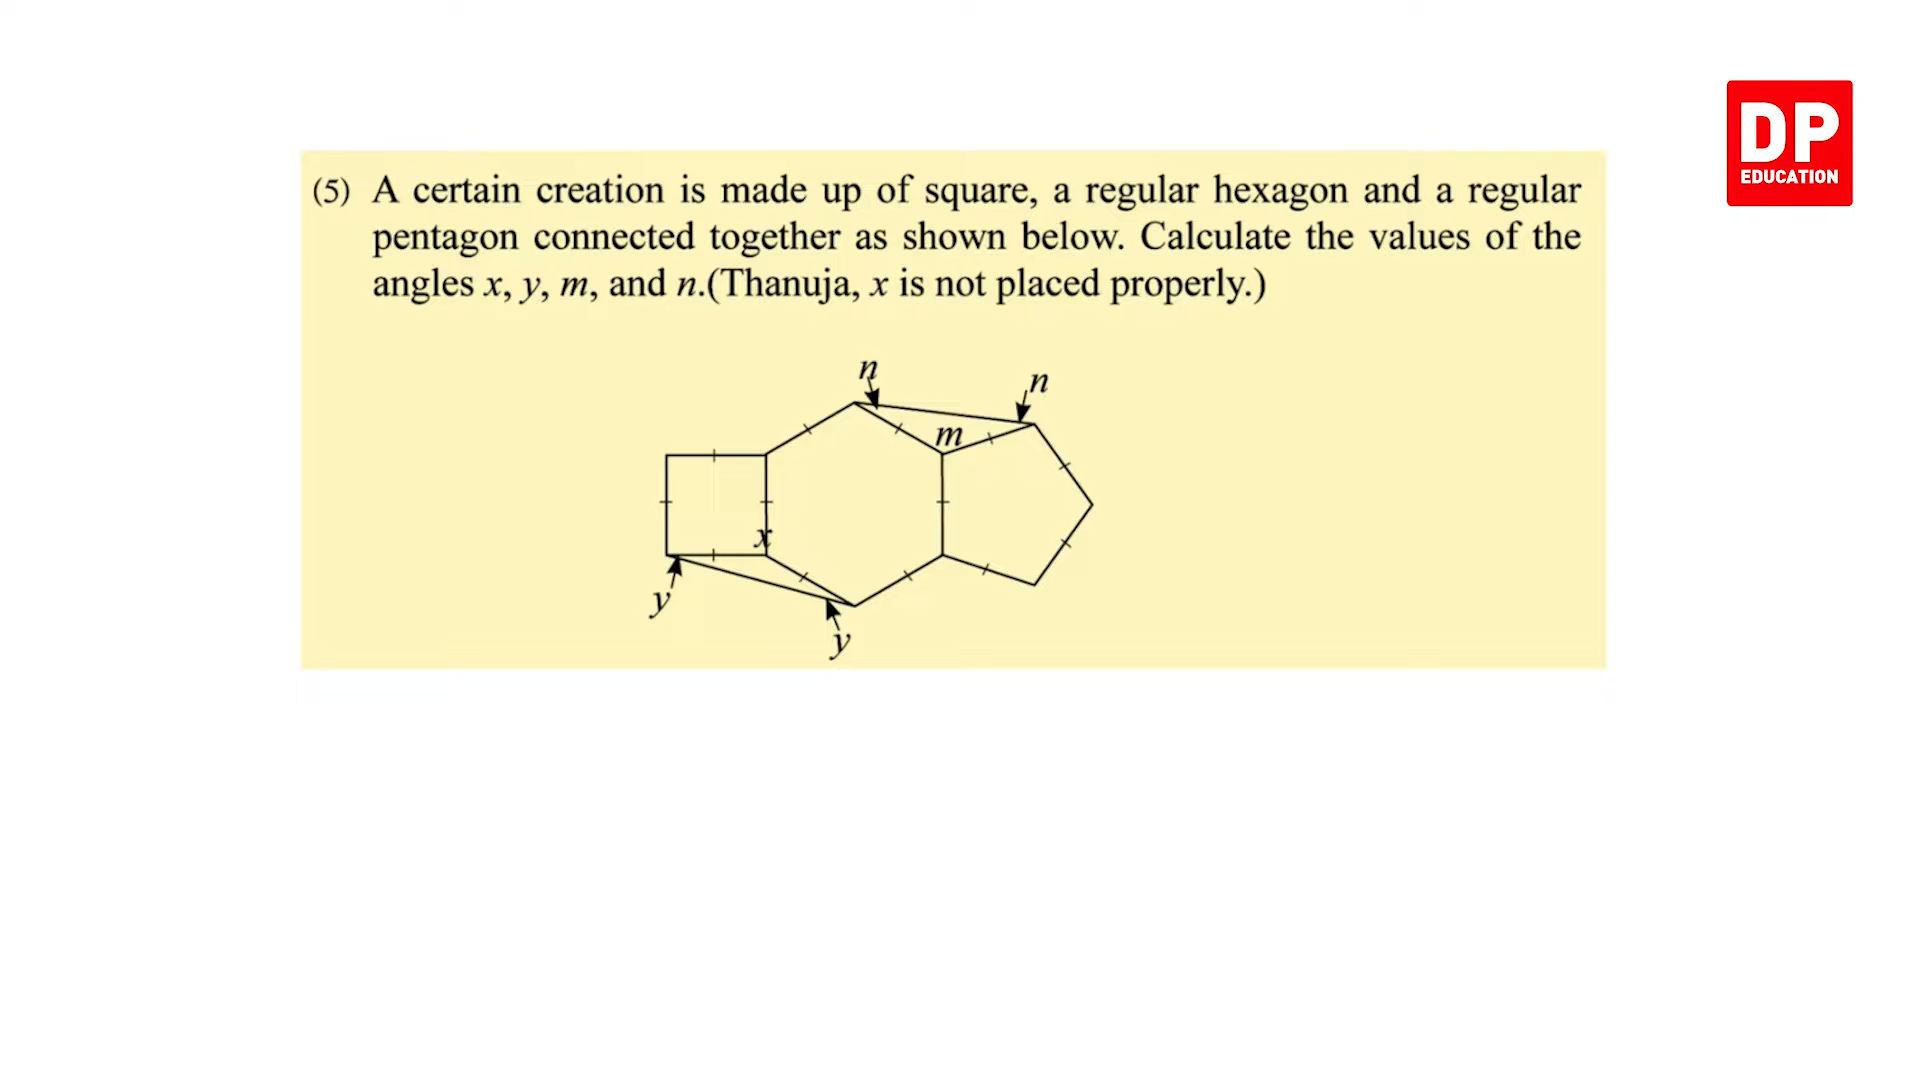 DP
EDUCATION
(5) A certain creation is made up of square, a regular hexagon and a regular
pentagon connected together as shown below. Calculate the values of the
angles x, y, m, and n.(Thanuja, x is not placed properly.)
n
n
m
x
y
y